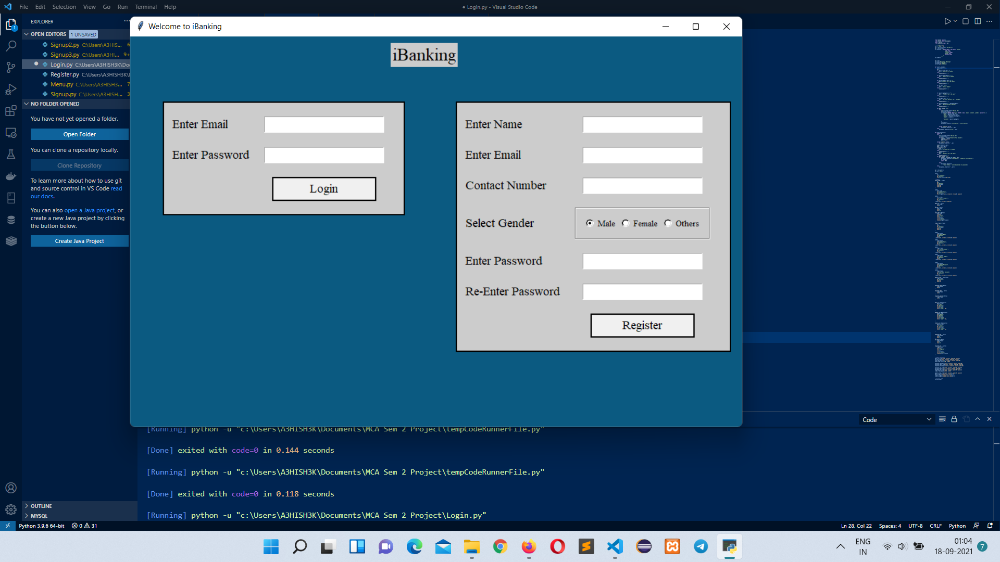 File Edit Selection View Go Run Terminal Help
● Login.py - Visual Studio Code
EXPLORER
OPEN EDITORS 1 UNSAVED
Signup2.py C:\Users\A3HIS... 6
Signup3.py C:\Users\A3HI... 9+
Login.py C:\Users\A3HISH3K\Doc
Register.py C:\Users\A3HISH3K\
Menu.py C:\Users\A3HISH3... 7
Signup.py C:\Users\A3HISH... 3
NO FOLDER OPENED
You have not yet opened a folder.
Open Folder
You can clone a repository locally.
Clone Repository
To learn more about how to use git
and source control in VS Code read
our docs.
You can also open a Java project, or
create a new Java project by clicking
the button below.
Create Java Project
OUTLINE
MYSQL
Welcome to iBanking
iBanking
Enter Email
Enter Password
Login
Enter Name
Enter Email
Contact Number
Select Gender
Male Female Others
Enter Password
Re-Enter Password
Register
Code
[Running] python -u "c:\Users\A3HISH3K\Documents\MCA Sem 2 Project\tempCodeRunnerFile.py"
[Done] exited with code=0 in 0.144 seconds
[Running] python -u "c:\Users\A3HISH3K\Documents\MCA Sem 2 Project\tempCodeRunnerFile.py"
[Done] exited with code=0 in 0.118 seconds
[Running] python -u "c:\Users\A3HISH3K\Documents\MCA Sem 2 Project\Login.py"
Python 3.9.6 64-bit 0 31
Ln 28, Col 22 Spaces: 4 UTF-8 CRLF Python
ENG
IN
01:04
18-09-2021
7